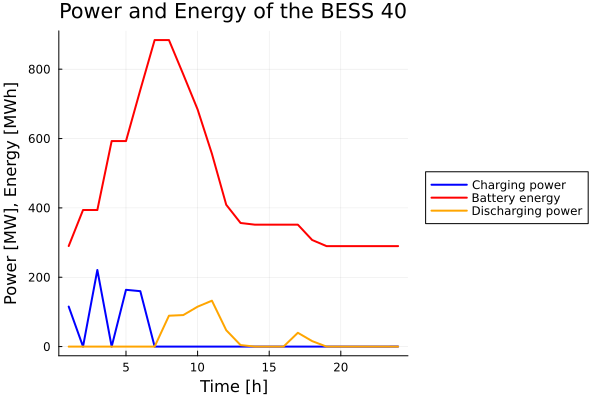 Power and Energy of the BESS 40
Power [MW], Energy [MWh]
800
600
400
200
0
5
10
15
20
Time [h]
Charging power
Battery energy
Discharging power